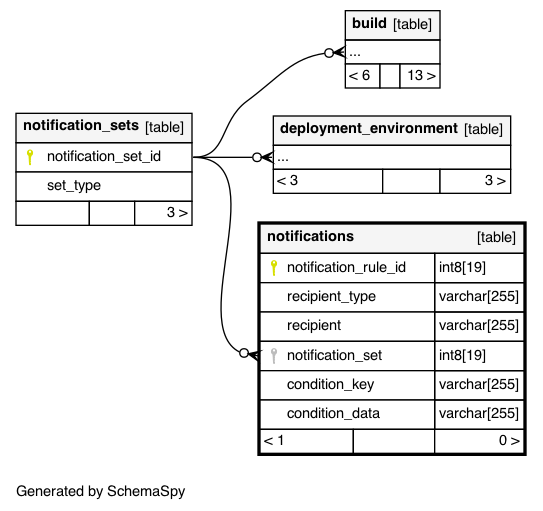 build [table]
...
< 6 13 >
notification_sets [table]
notification_set_id
set_type
3 >
deployment_environment [table]
...
< 3 3 >
notifications [table]
notification_rule_id int8[19]
recipient_type varchar[255]
recipient varchar[255]
notification_set int8[19]
condition_key varchar[255]
condition_data varchar[255]
< 1 0 >
Generated by SchemaSpy